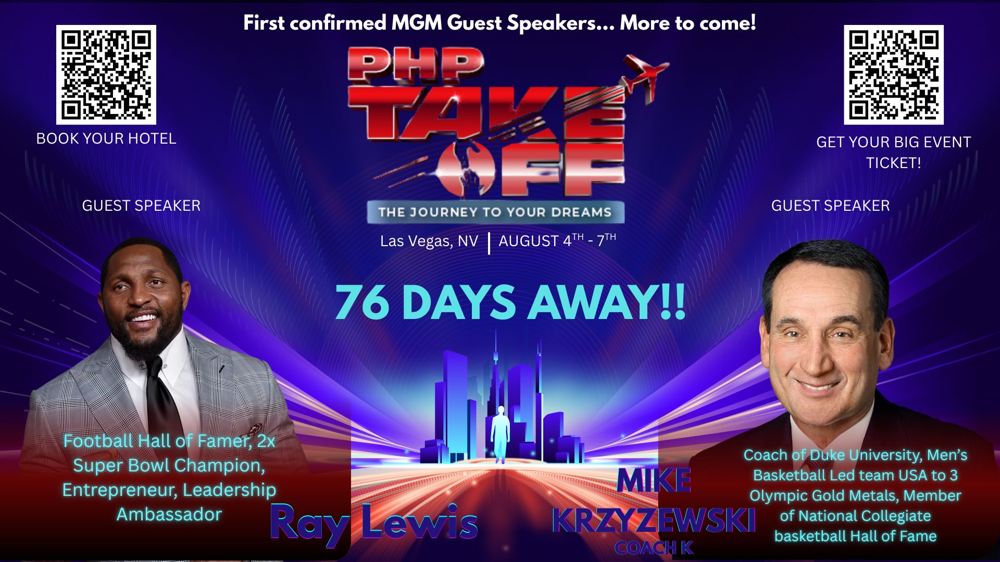 First confirmed MGM Guest Speakers... More to come!
PHP
TAKE
OFF
THE JOURNEY TO YOUR DREAMS
Las Vegas, NV | AUGUST 4TH - 7TH
BOOK YOUR HOTEL
GET YOUR BIG EVENT
TICKET!
GUEST SPEAKER
GUEST SPEAKER
76 DAYS AWAY!!
Football Hall of Famer, 2x
Super Bowl Champion,
Entrepreneur, Leadership
Ambassador
Ray Lewis
MIKE
KRZYZEWSKI
COACH K
Coach of Duke University, Men’s
Basketball Led team USA to 3
Olympic Gold Metals, Member
of National Collegiate
basketball Hall of Fame